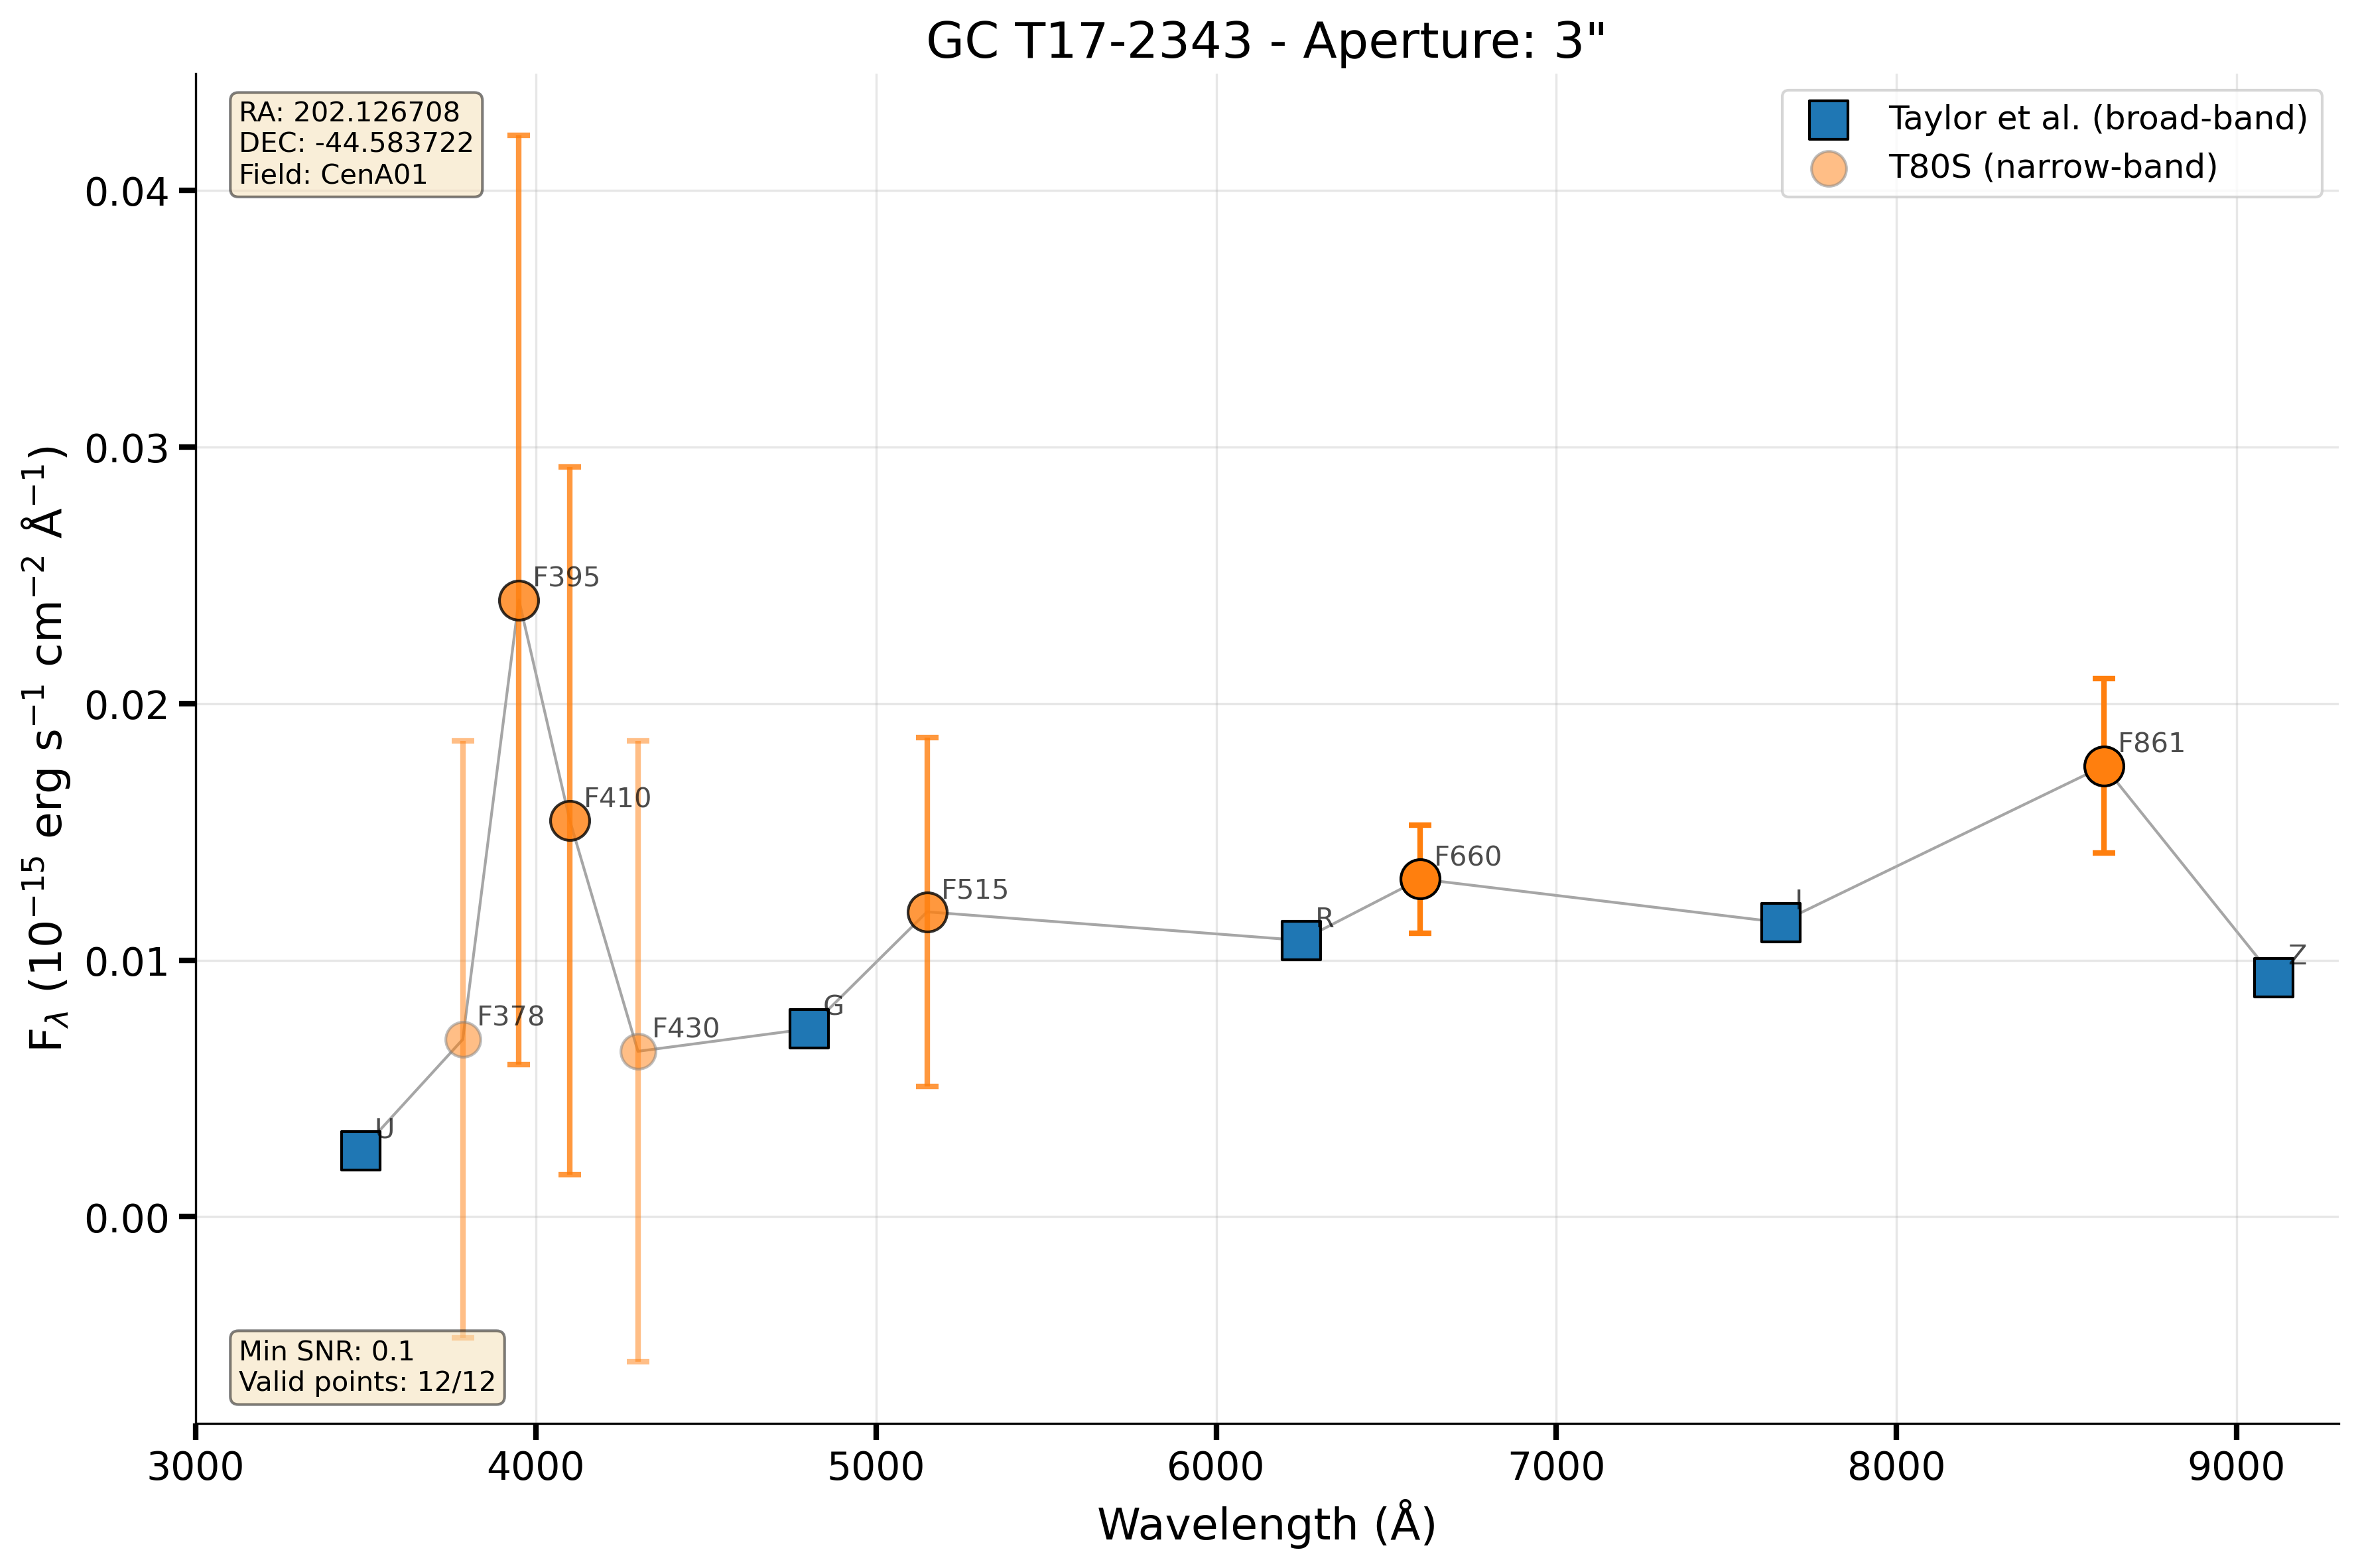 GC T17-2343 - Aperture: 3"
RA: 202.126708
DEC: -44.583722
Field: CenA01
Taylor et al. (broad-band)
T80S (narrow-band)
0.04
0.03
0.02
0.01
0.00
F_λ (10⁻¹⁵ erg s⁻¹ cm⁻² Å⁻¹)
U
F378
F395
F410
F430
G
F515
R
F660
I
F861
Z
Min SNR: 0.1
Valid points: 12/12
3000
4000
5000
6000
7000
8000
9000
Wavelength (Å)